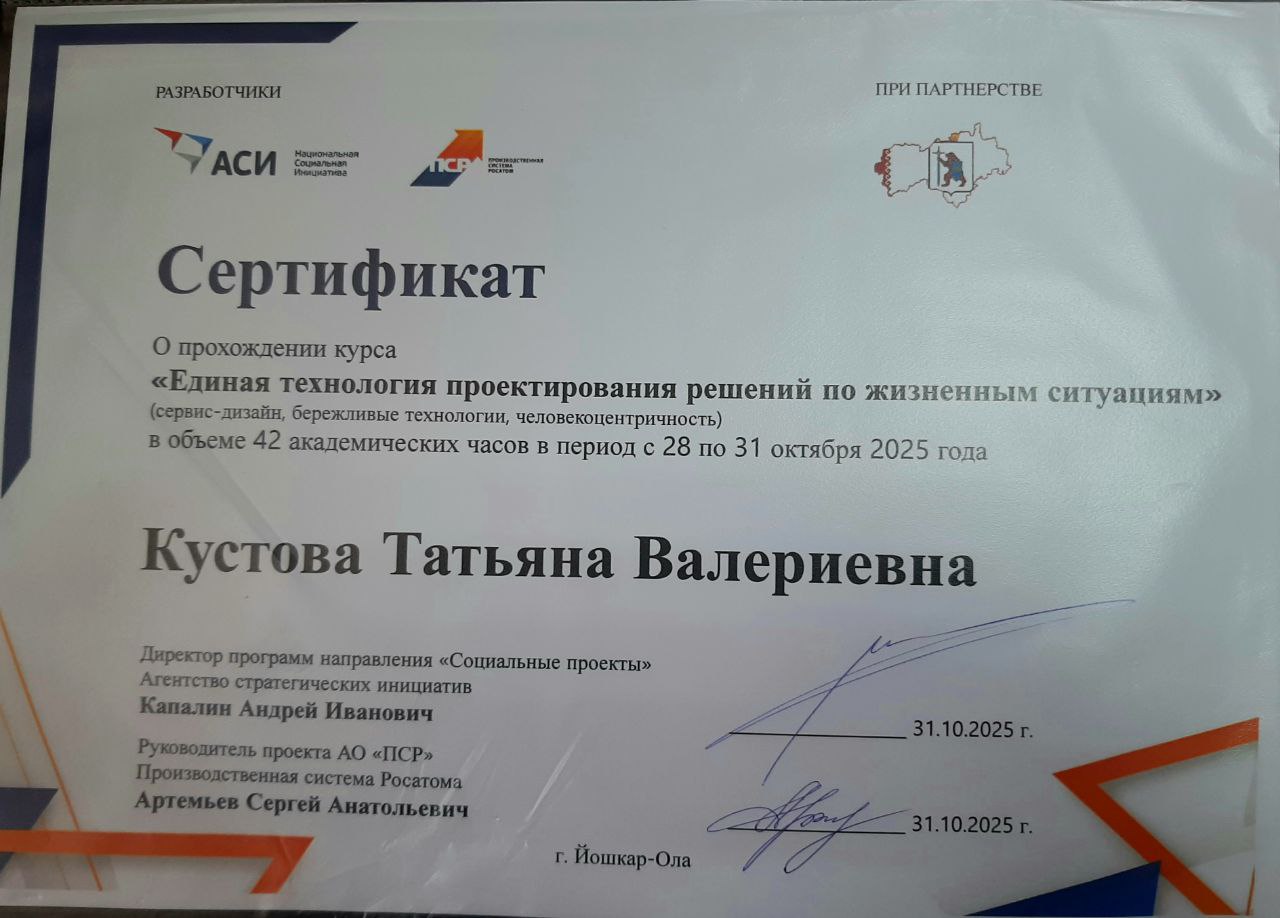 РАЗРАБОТЧИКИ
ПРИ ПАРТНЕРСТВЕ
АСИ
Национальная
Социальная
Инициатива
ПСР
ПРОИЗВОДСТВЕННАЯ
СИСТЕМА
РОСАТОМ
Сертификат
О прохождении курса
«Единая технология проектирования решений по жизненным ситуациям»
(сервис-дизайн, бережливые технологии, человекоцентричность)
в объеме 42 академических часов в период с 28 по 31 октября 2025 года
Кустова Татьяна Валериевна
Директор программ направления «Социальные проекты»
Агентство стратегических инициатив
Капалин Андрей Иванович
31.10.2025 г.
Руководитель проекта АО «ПСР»
Производственная система Росатома
Артемьев Сергей Анатольевич
31.10.2025 г.
г. Йошкар-Ола